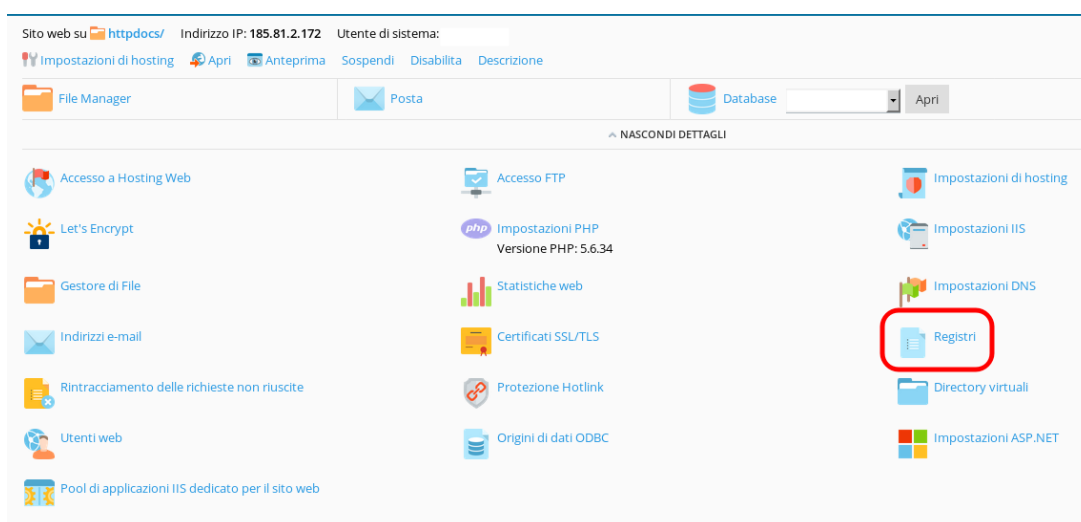 Sito web su httpdocs/ Indirizzo IP: 185.81.2.172 Utente di sistema:
Impostazioni di hosting Apri Anteprima Sospendi Disabilita Descrizione
File Manager Posta Database Apri
NASCONDI DETTAGLI
Accesso a Hosting Web Accesso FTP Impostazioni di hosting
Let's Encrypt php Impostazioni PHP Impostazioni IIS
Versione PHP: 5.6.34
Gestore di File Statistiche web Impostazioni DNS
Indirizzi e-mail Certificati SSL/TLS Registri
Rintracciamento delle richieste non riuscite Protezione Hotlink Directory virtuali
Utenti web Origini di dati ODBC Impostazioni ASP.NET
Pool di applicazioni IIS dedicato per il sito web